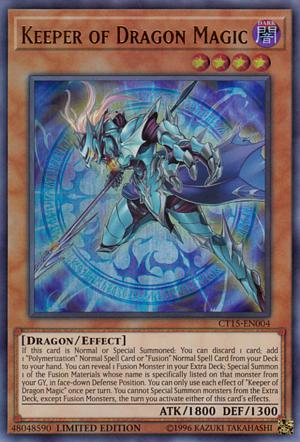 KEEPER OF DRAGON MAGIC
DARK
闇
CT15-EN004
[Dragon/Effect]
If this card is Normal or Special Summoned: You can discard 1 card; add
1 "Polymerization" Normal Spell Card or "Fusion" Normal Spell Card from your Deck
to your hand. You can reveal 1 Fusion Monster in your Extra Deck; Special Summon
1 of the Fusion Materials whose name is specifically listed on that monster from
your GY, in face-down Defense Position. You can only use each effect of "Keeper of
Dragon Magic" once per turn. You cannot Special Summon monsters from the
Extra Deck, except Fusion Monsters, the turn you activate either of this card's effects.
ATK/1800 DEF/1300
48048590 LIMITED EDITION ©1996 KAZUKI TAKAHASHI